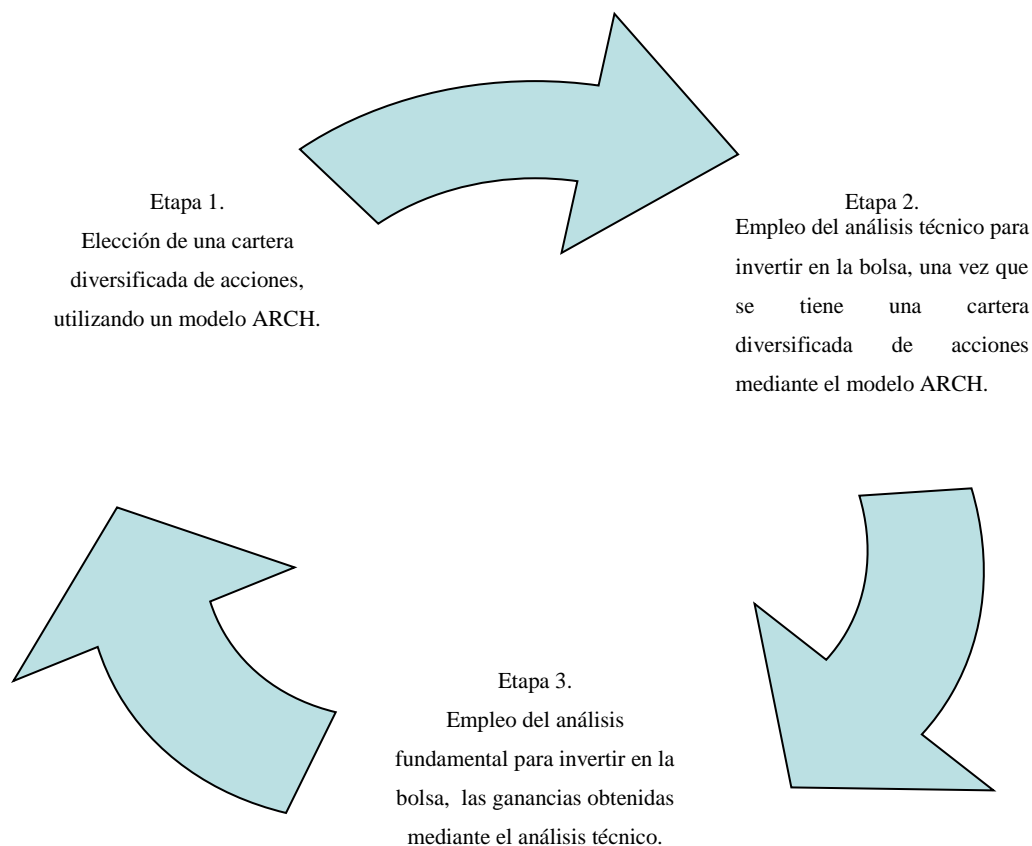 Etapa 1.
Elección de una cartera
diversificada de acciones,
utilizando un modelo ARCH.
Etapa 2.
Empleo del análisis técnico para
invertir en la bolsa, una vez que
se tiene una cartera
diversificada de acciones
mediante el modelo ARCH.
Etapa 3.
Empleo del análisis
fundamental para invertir en la
bolsa, las ganancias obtenidas
mediante el análisis técnico.